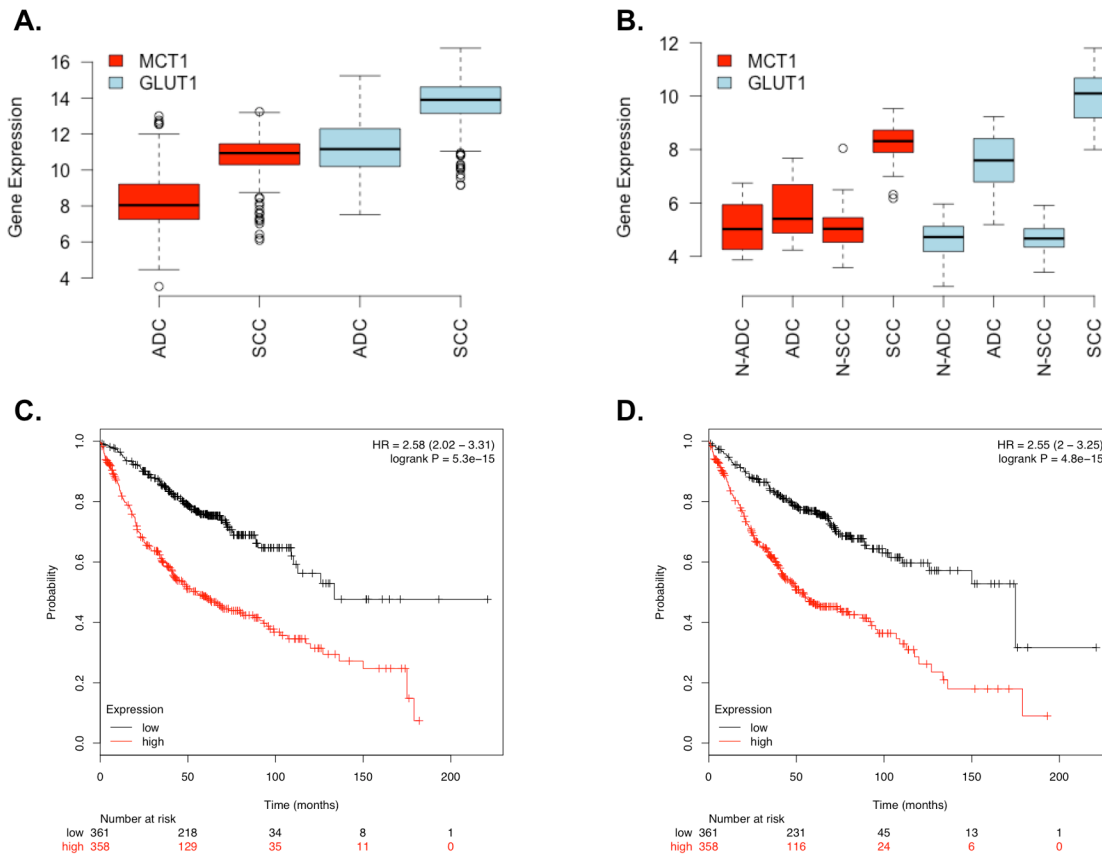 A.
MCT1
GLUT1
Gene Expression
16
14
12
10
8
6
4
ADC
SCC
ADC
SCC
B.
MCT1
GLUT1
Gene Expression
12
10
8
6
4
N-ADC
ADC
N-SCC
SCC
N-ADC
ADC
N-SCC
SCC
C.
HR = 2.58 (2.02 − 3.31)
logrank P = 5.3e−15
Probability
1.0
0.8
0.6
0.4
0.2
0.0
Expression
low
high
0 50 100 150 200
Time (months)
Number at risk
low 361 218 34 8 1
high 358 129 35 11 0
D.
HR = 2.55 (2 − 3.25)
logrank P = 4.8e−15
Probability
1.0
0.8
0.6
0.4
0.2
0.0
Expression
low
high
0 50 100 150 200
Time (months)
Number at risk
low 361 231 45 13 1
high 358 116 24 6 0